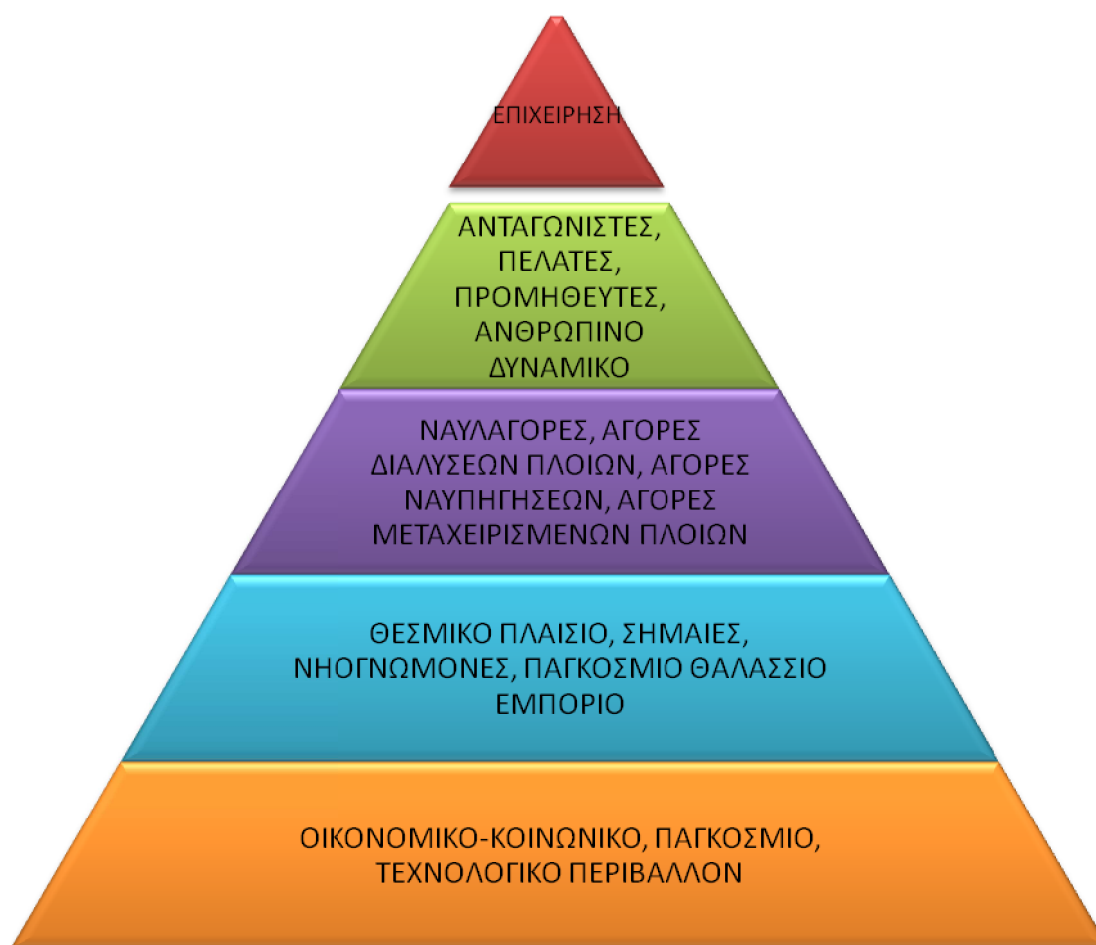 ΕΠΙΧΕΙΡΗΣΗ
ΑΝΤΑΓΩΝΙΣΤΕΣ,
ΠΕΛΑΤΕΣ,
ΠΡΟΜΗΘΕΥΤΕΣ,
ΑΝΘΡΩΠΙΝΟ
ΔΥΝΑΜΙΚΟ
ΝΑΥΛΑΓΟΡΕΣ, ΑΓΟΡΕΣ
ΔΙΑΛΥΣΕΩΝ ΠΛΟΙΩΝ, ΑΓΟΡΕΣ
ΝΑΥΠΗΓΗΣΕΩΝ, ΑΓΟΡΕΣ
ΜΕΤΑΧΕΙΡΙΣΜΕΝΩΝ ΠΛΟΙΩΝ
ΘΕΣΜΙΚΟ ΠΛΑΙΣΙΟ, ΣΗΜΑΙΕΣ,
ΝΗΟΓΝΩΜΟΝΕΣ, ΠΑΓΚΟΣΜΙΟ ΘΑΛΑΣΣΙΟ
ΕΜΠΟΡΙΟ
ΟΙΚΟΝΟΜΙΚΟ-ΚΟΙΝΩΝΙΚΟ, ΠΑΓΚΟΣΜΙΟ,
ΤΕΧΝΟΛΟΓΙΚΟ ΠΕΡΙΒΑΛΛΟΝ